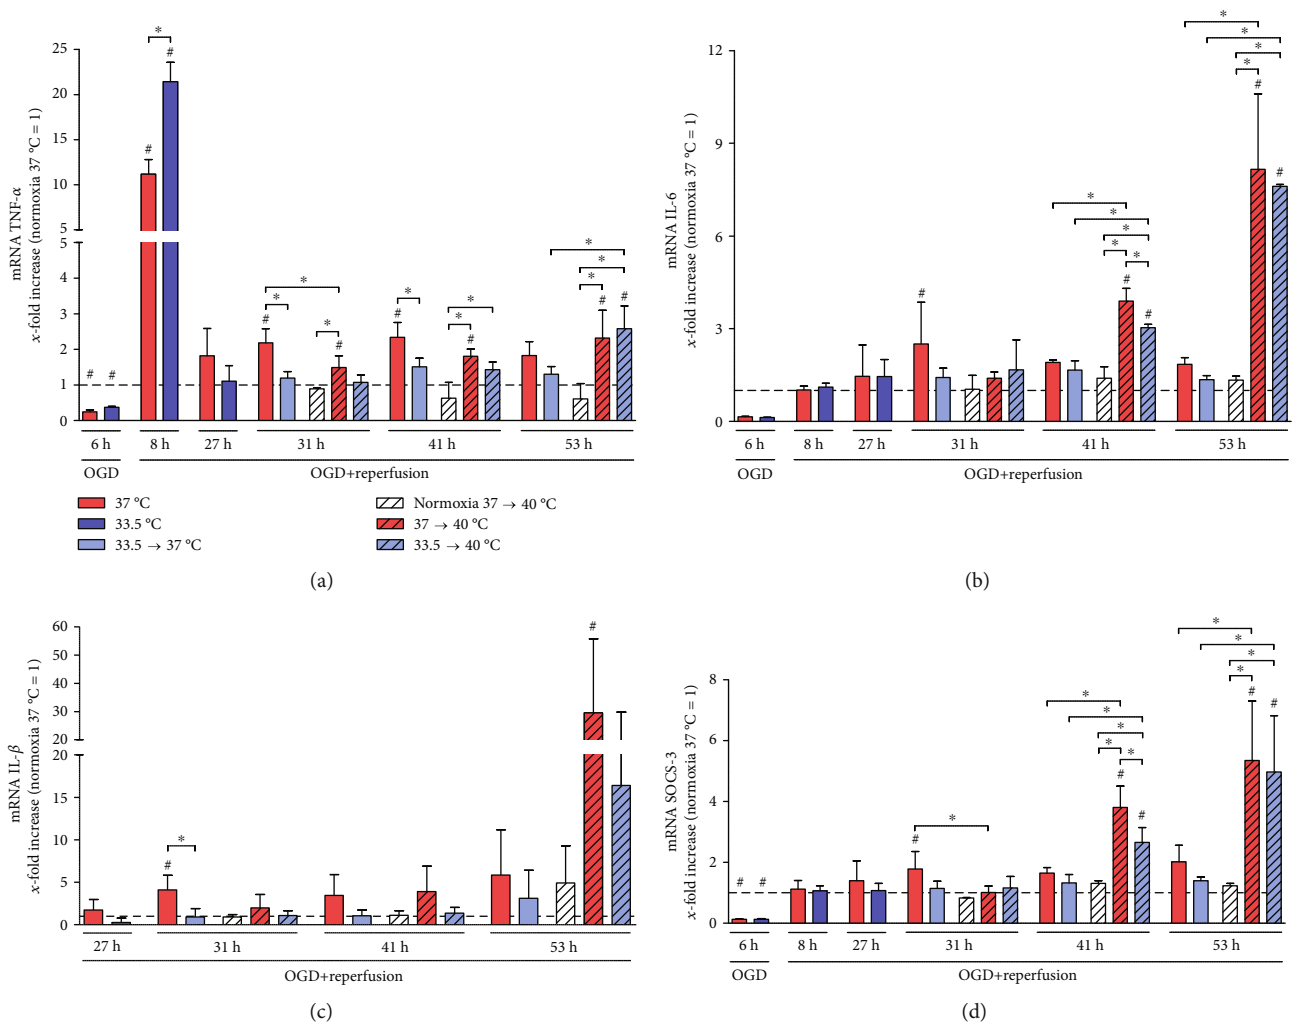 mRNA TNF-α
x-fold increase (normoxia 37 °C = 1)
25
20
15
10
5
5
4
3
2
1
0
*
#
#
#
#
*
*
#
*
#
*
#
*
*
#
*
*
*
#
#
6 h
8 h
27 h
31 h
41 h
53 h
OGD
OGD+reperfusion
37 °C
33.5 °C
33.5 → 37 °C
Normoxia 37 → 40 °C
37 → 40 °C
33.5 → 40 °C
(a)
mRNA IL-6
x-fold increase (normoxia 37 °C = 1)
12
9
6
3
0
#
*
*
*
*
*
#
#
*
*
*
*
#
#
6 h
8 h
27 h
31 h
41 h
53 h
OGD
OGD+reperfusion
(b)
mRNA IL-β
x-fold increase (normoxia 37 °C = 1)
60
50
40
30
20
20
15
10
5
0
*
#
#
27 h
31 h
41 h
53 h
OGD+reperfusion
(c)
mRNA SOCS-3
x-fold increase (normoxia 37 °C = 1)
8
6
4
2
0
#
#
*
#
*
*
*
*
*
#
#
*
*
*
*
#
#
6 h
8 h
27 h
31 h
41 h
53 h
OGD
OGD+reperfusion
(d)